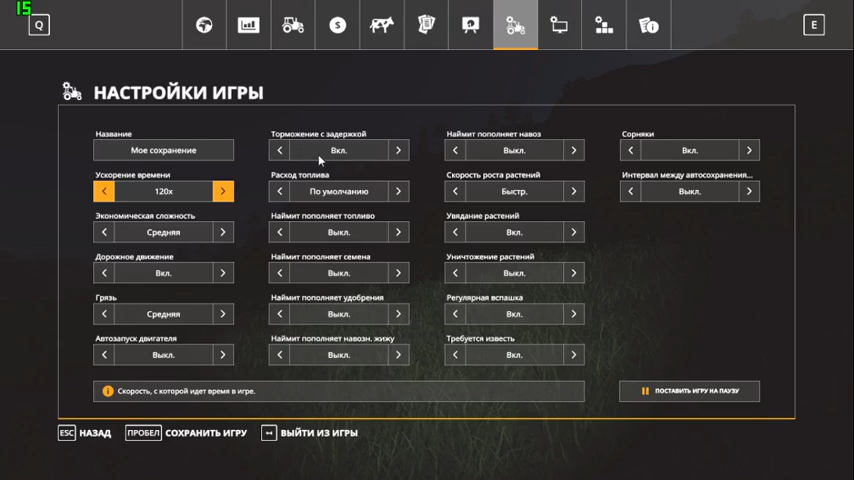 15
Q
E
НАСТРОЙКИ ИГРЫ
Название
Мое сохранение
Ускорение времени
120x
Экономическая сложность
Средняя
Дорожное движение
Вкл.
Грязь
Средняя
Автозапуск двигателя
Выкл.
Торможение с задержкой
Вкл.
Расход топлива
По умолчанию
Наймит пополняет топливо
Выкл.
Наймит пополняет семена
Выкл.
Наймит пополняет удобрения
Выкл.
Наймит пополняет навозн. жижу
Выкл.
Наймит пополняет навоз
Выкл.
Скорость роста растений
Быстр.
Увядание растений
Вкл.
Уничтожение растений
Выкл.
Регулярная вспашка
Вкл.
Требуется известь
Вкл.
Сорняки
Вкл.
Интервал между автосохранения...
Выкл.
Скорость, с которой идет время в игре.
ПОСТАВИТЬ ИГРУ НА ПАУЗУ
ESC НАЗАД ПРОБЕЛ СОХРАНИТЬ ИГРУ ВЫЙТИ ИЗ ИГРЫ